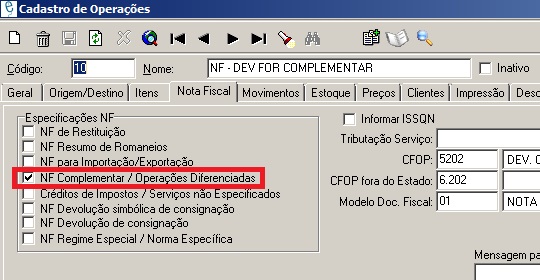 Cadastro de Operações
Código: 10 Nome: NF - DEV FOR COMPLEMENTAR Inativo
Geral Origem/Destino Itens Nota Fiscal Movimentos Estoque Preços Clientes Impressão Desc
Especificações NF
NF de Restituição
NF Resumo de Romaneios
NF para Importação/Exportação
NF Complementar / Operações Diferenciadas
Créditos de Impostos / Serviços não Especificados
NF Devolução simbólica de consignação
NF Devolução de consignação
NF Regime Especial / Norma Específica
Informar ISSQN
Tributação Serviço:
CFOP: 5202 DEV. C
CFOP fora do Estado: 6.202
Modelo Doc. Fiscal: 01 NOTA
Mensagem pa